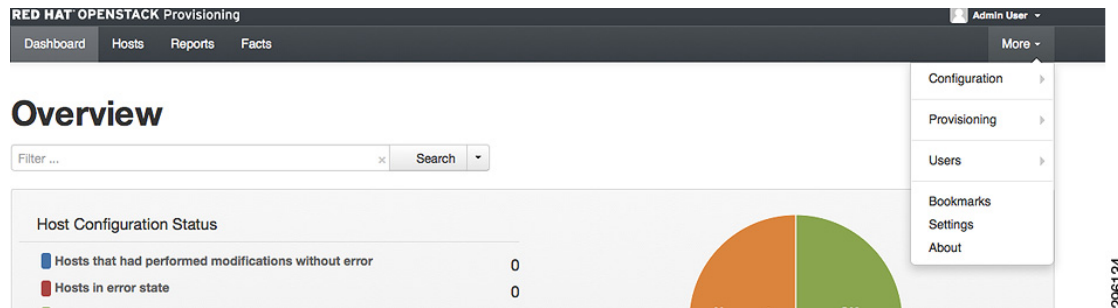 RED HAT® OPENSTACK Provisioning
Admin User
Dashboard Hosts Reports Facts
More
Configuration
Overview
Provisioning
Filter ... × Search
Users
Bookmarks
Host Configuration Status
Settings
About
Hosts that had performed modifications without error 0
Hosts in error state 0